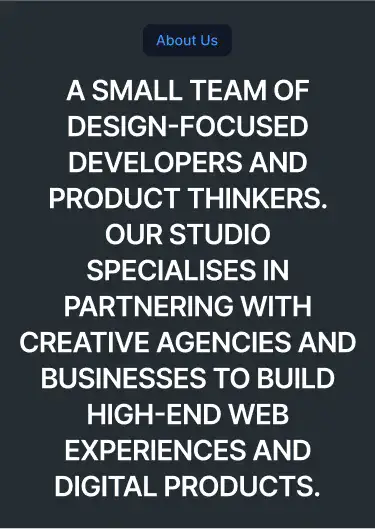 About Us
A SMALL TEAM OF
DESIGN-FOCUSED
DEVELOPERS AND
PRODUCT THINKERS.
OUR STUDIO
SPECIALISES IN
PARTNERING WITH
CREATIVE AGENCIES AND
BUSINESSES TO BUILD
HIGH-END WEB
EXPERIENCES AND
DIGITAL PRODUCTS.